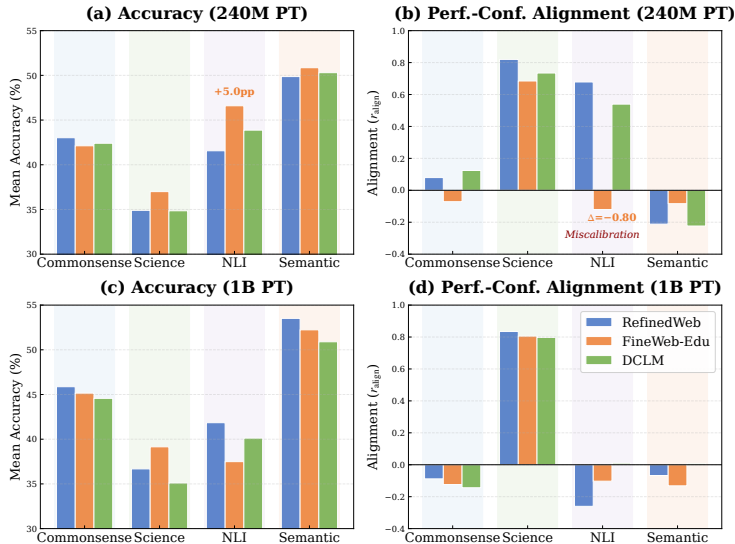 (a) Accuracy (240M PT)
Mean Accuracy (%)
55
50
45
40
35
30
+5.0pp
Commonsense Science NLI Semantic
(b) Perf.-Conf. Alignment (240M PT)
Alignment (r_align)
1.0
0.8
0.6
0.4
0.2
0.0
−0.2
−0.4
Δ=−0.80
Miscalibration
Commonsense Science NLI Semantic
(c) Accuracy (1B PT)
Mean Accuracy (%)
55
50
45
40
35
30
Commonsense Science NLI Semantic
(d) Perf.-Conf. Alignment (1B PT)
Alignment (r_align)
1.0
0.8
0.6
0.4
0.2
0.0
−0.2
−0.4
RefinedWeb
FineWeb-Edu
DCLM
Commonsense Science NLI Semantic